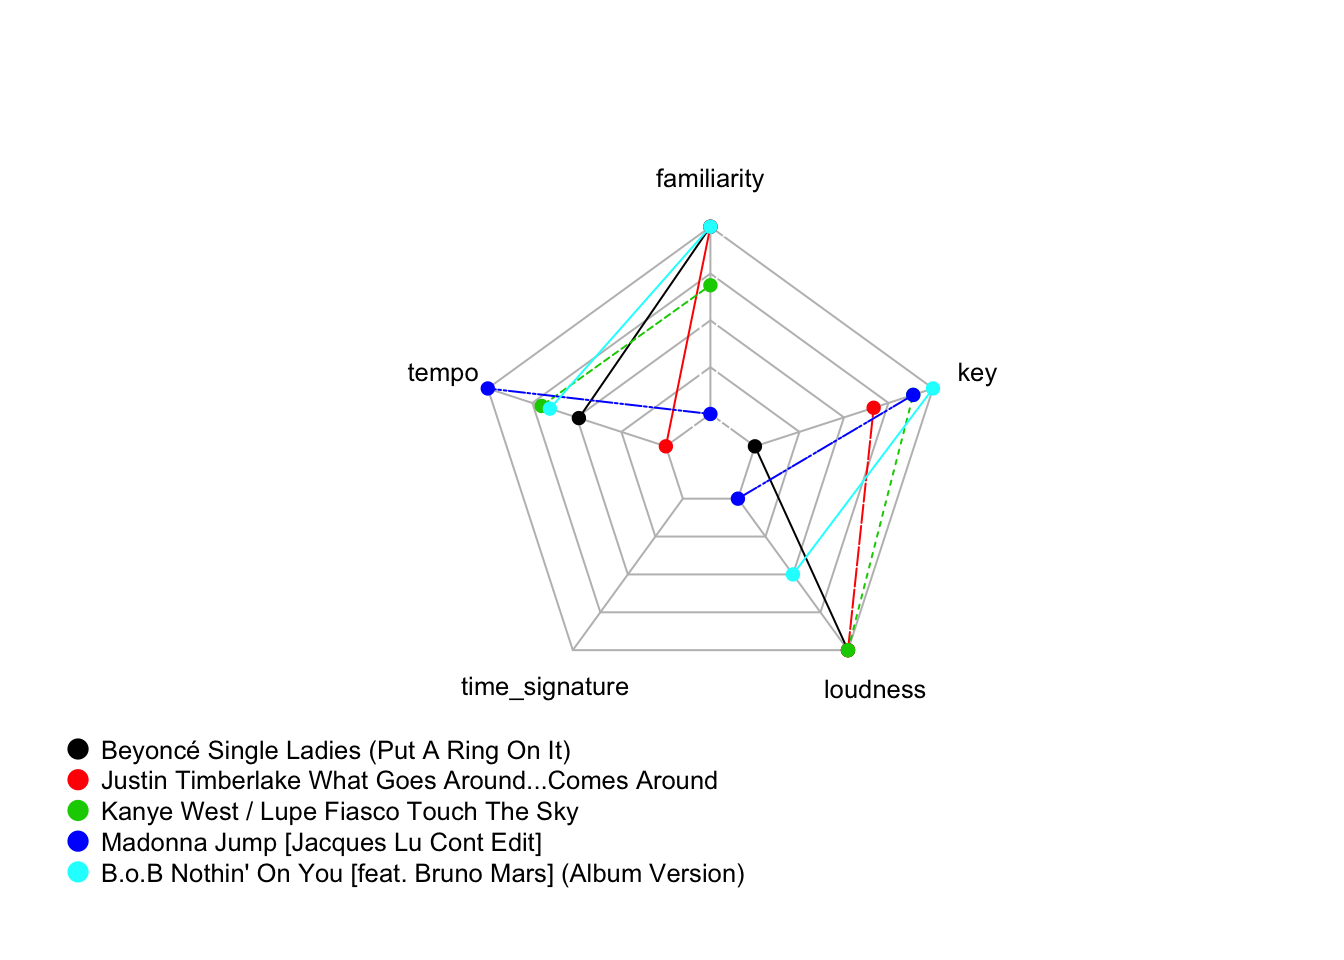 familiarity
tempo
key
time_signature
loudness
Beyoncé Single Ladies (Put A Ring On It)
Justin Timberlake What Goes Around...Comes Around
Kanye West / Lupe Fiasco Touch The Sky
Madonna Jump [Jacques Lu Cont Edit]
B.o.B Nothin' On You [feat. Bruno Mars] (Album Version)